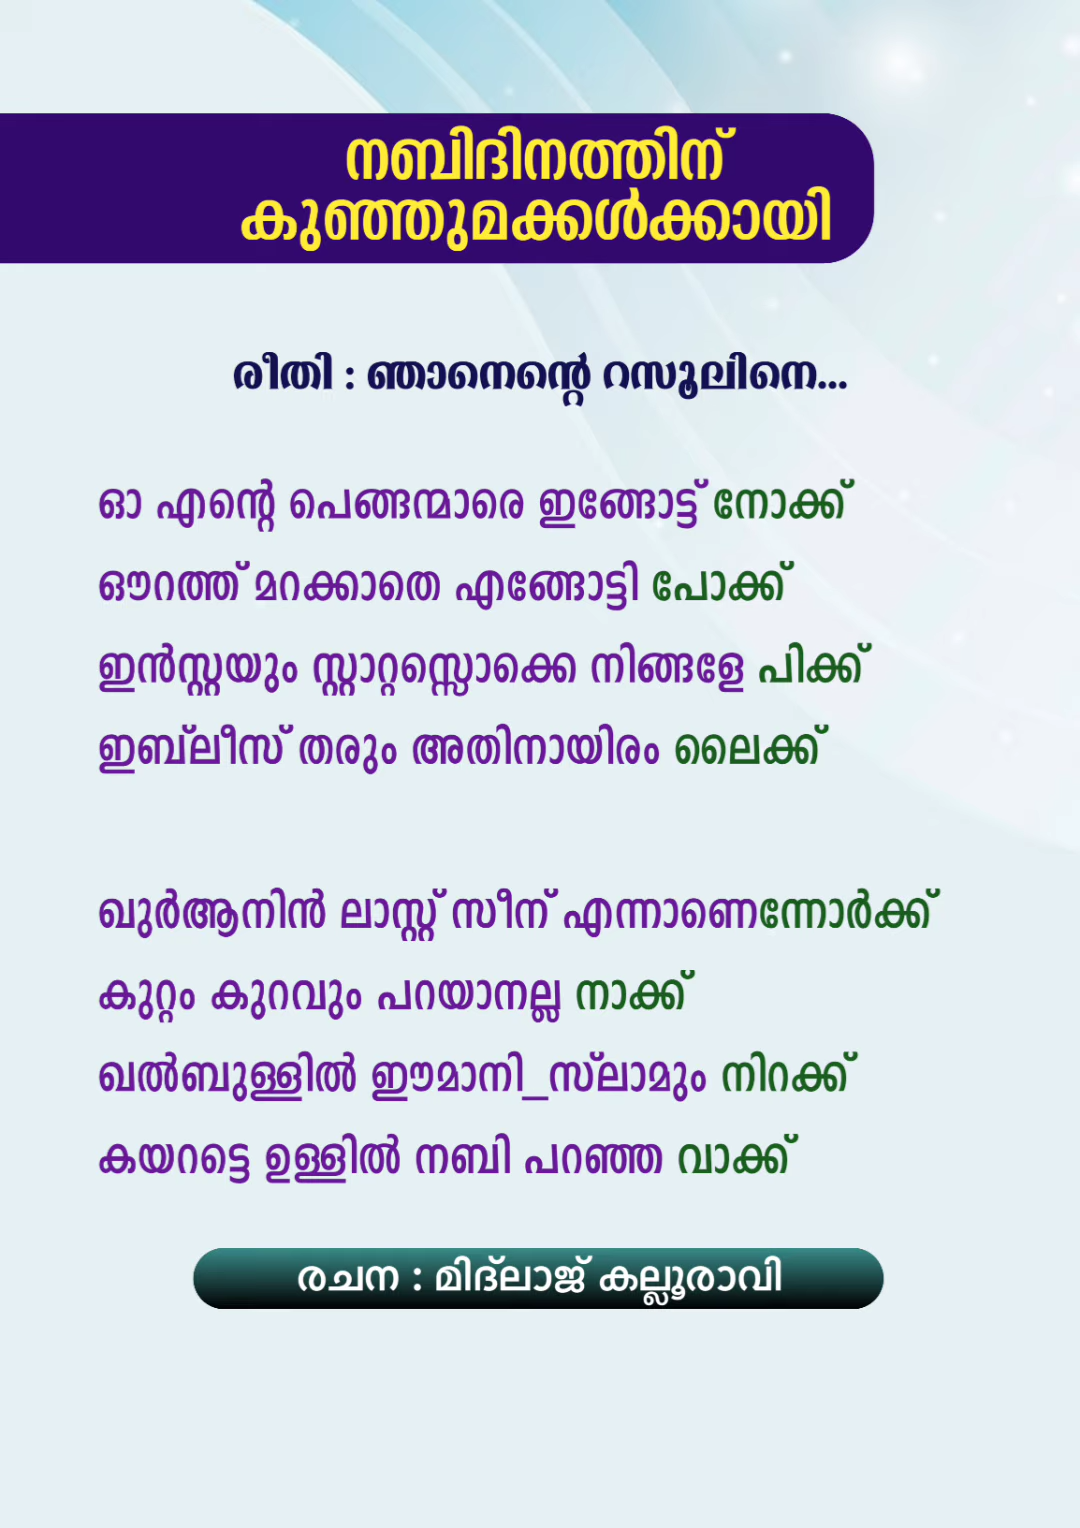 നബിദിനത്തിന്
കുഞ്ഞുമക്കൾക്കായി
രീതി : ഞാനെന്റെ റസൂലിനെ...
ഓ എന്റെ പെങ്ങന്മാരെ ഇങ്ങോട്ട് നോക്ക്
ഔറത്ത് മറക്കാതെ എങ്ങോട്ടി പോക്ക്
ഇൻസ്റ്റയും സ്റ്റാറ്റസ്സൊക്കെ നിങ്ങളേ പിക്ക്
ഇബ്‌ലീസ് തരും അതിനായിരം ലൈക്ക്
ഖുർആനിൻ ലാസ്റ്റ് സീന് എന്നാണെന്നോർക്ക്
കുറ്റം കുറവും പറയാനല്ല നാക്ക്
ഖൽബുള്ളിൽ ഈമാനി_സ്‌ലാമും നിറക്ക്
കയറട്ടെ ഉള്ളിൽ നബി പറഞ്ഞ വാക്ക്
രചന : മിദ്‌ലാജ് കല്ലൂരാവി